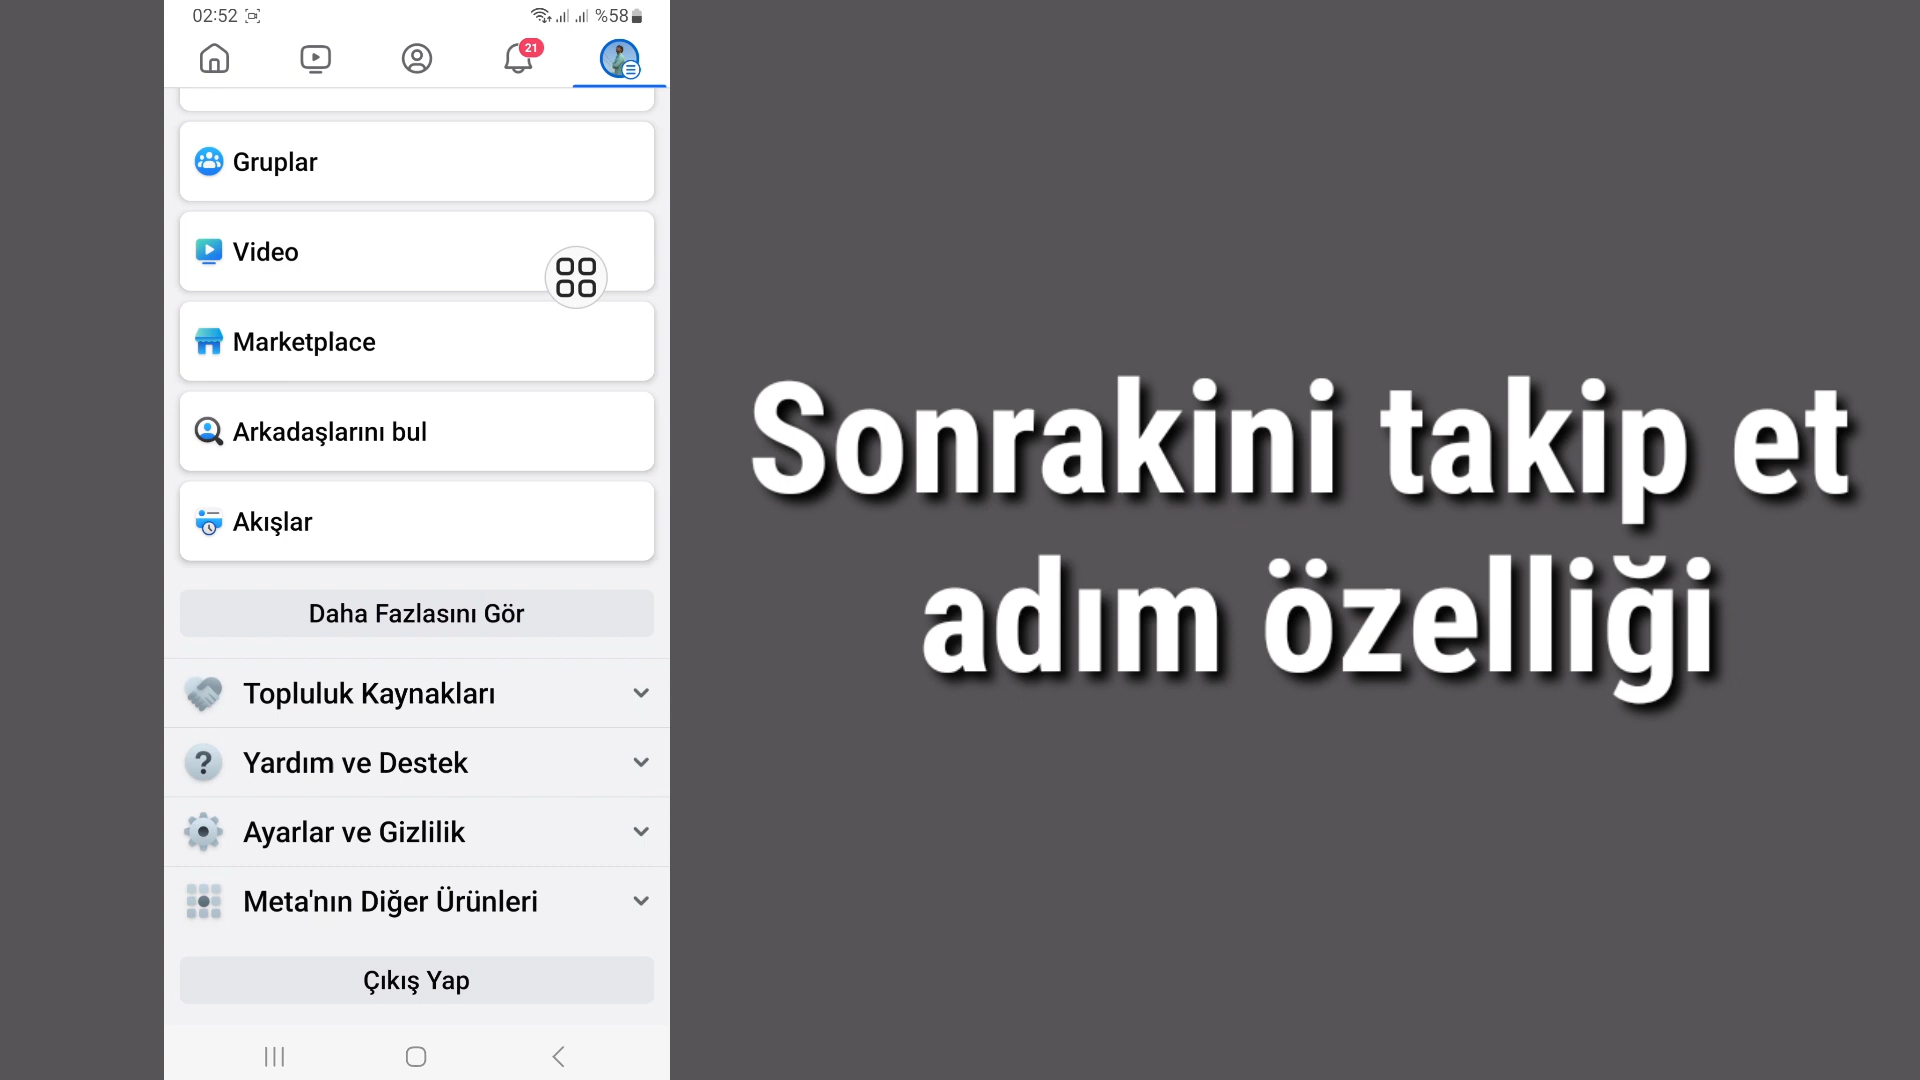 02:52
%58
21
Gruplar
Video
Marketplace
Arkadaşlarını bul
Akışlar
Daha Fazlasını Gör
Topluluk Kaynakları
? Yardım ve Destek
Ayarlar ve Gizlilik
Meta'nın Diğer Ürünleri
Çıkış Yap
Sonrakini takip et
adım özelliği